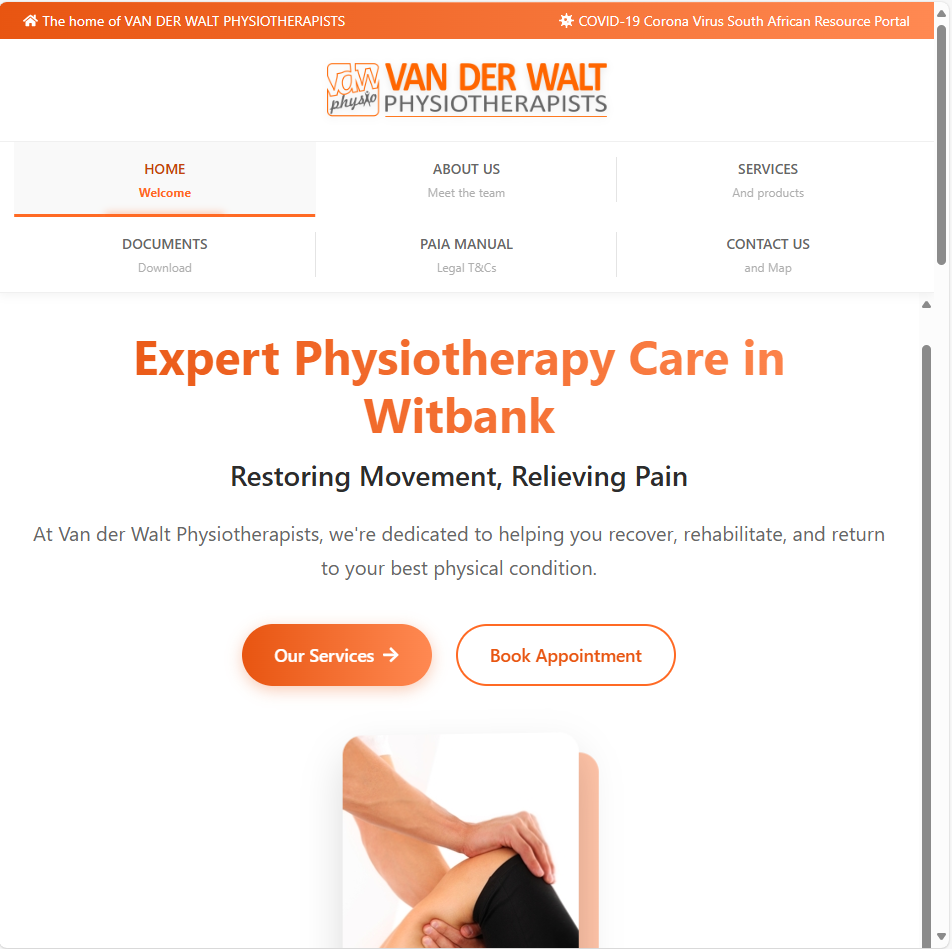 The home of VAN DER WALT PHYSIOTHERAPISTS
COVID-19 Corona Virus South African Resource Portal
vdw
physio
VAN DER WALT
PHYSIOTHERAPISTS
HOME
Welcome
ABOUT US
Meet the team
SERVICES
And products
DOCUMENTS
Download
PAIA MANUAL
Legal T&Cs
CONTACT US
and Map
Expert Physiotherapy Care in
Witbank
Restoring Movement, Relieving Pain
At Van der Walt Physiotherapists, we're dedicated to helping you recover, rehabilitate, and return
to your best physical condition.
Our Services
Book Appointment